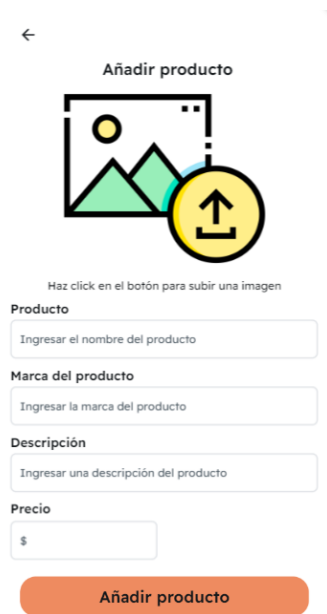 Añadir producto
Haz click en el botón para subir una imagen
Producto
Ingresar el nombre del producto
Marca del producto
Ingresar la marca del producto
Descripción
Ingresar una descripción del producto
Precio
$
Añadir producto